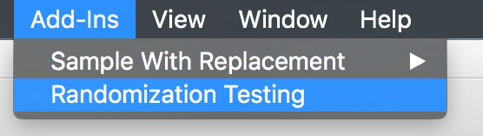 Add-Ins View Window Help
Sample With Replacement
Randomization Testing